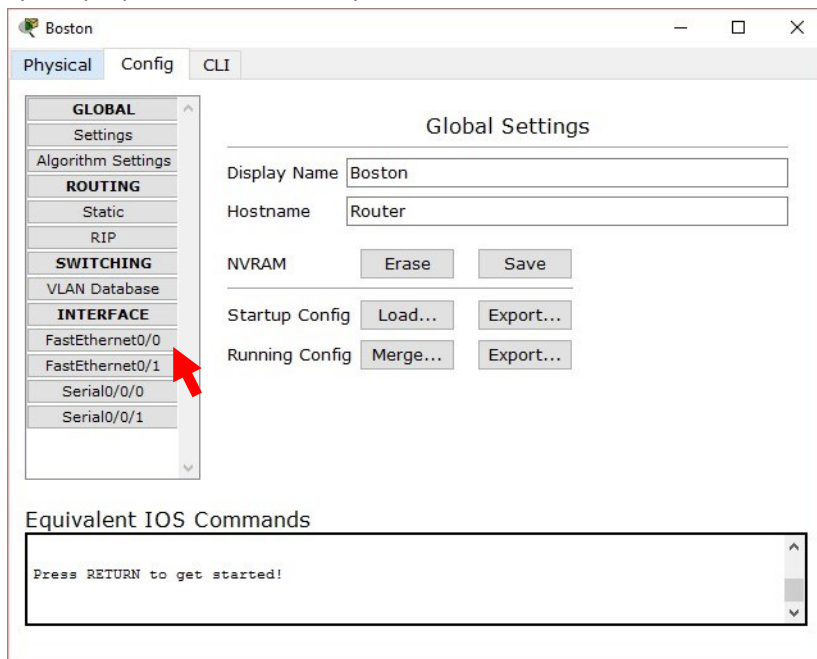 Boston
Physical Config CLI
GLOBAL
Settings
Algorithm Settings
ROUTING
Static
RIP
SWITCHING
VLAN Database
INTERFACE
FastEthernet0/0
FastEthernet0/1
Serial0/0/0
Serial0/0/1
Global Settings
Display Name Boston
Hostname Router
NVRAM Erase Save
Startup Config Load... Export...
Running Config Merge... Export...
Equivalent IOS Commands
Press RETURN to get started!